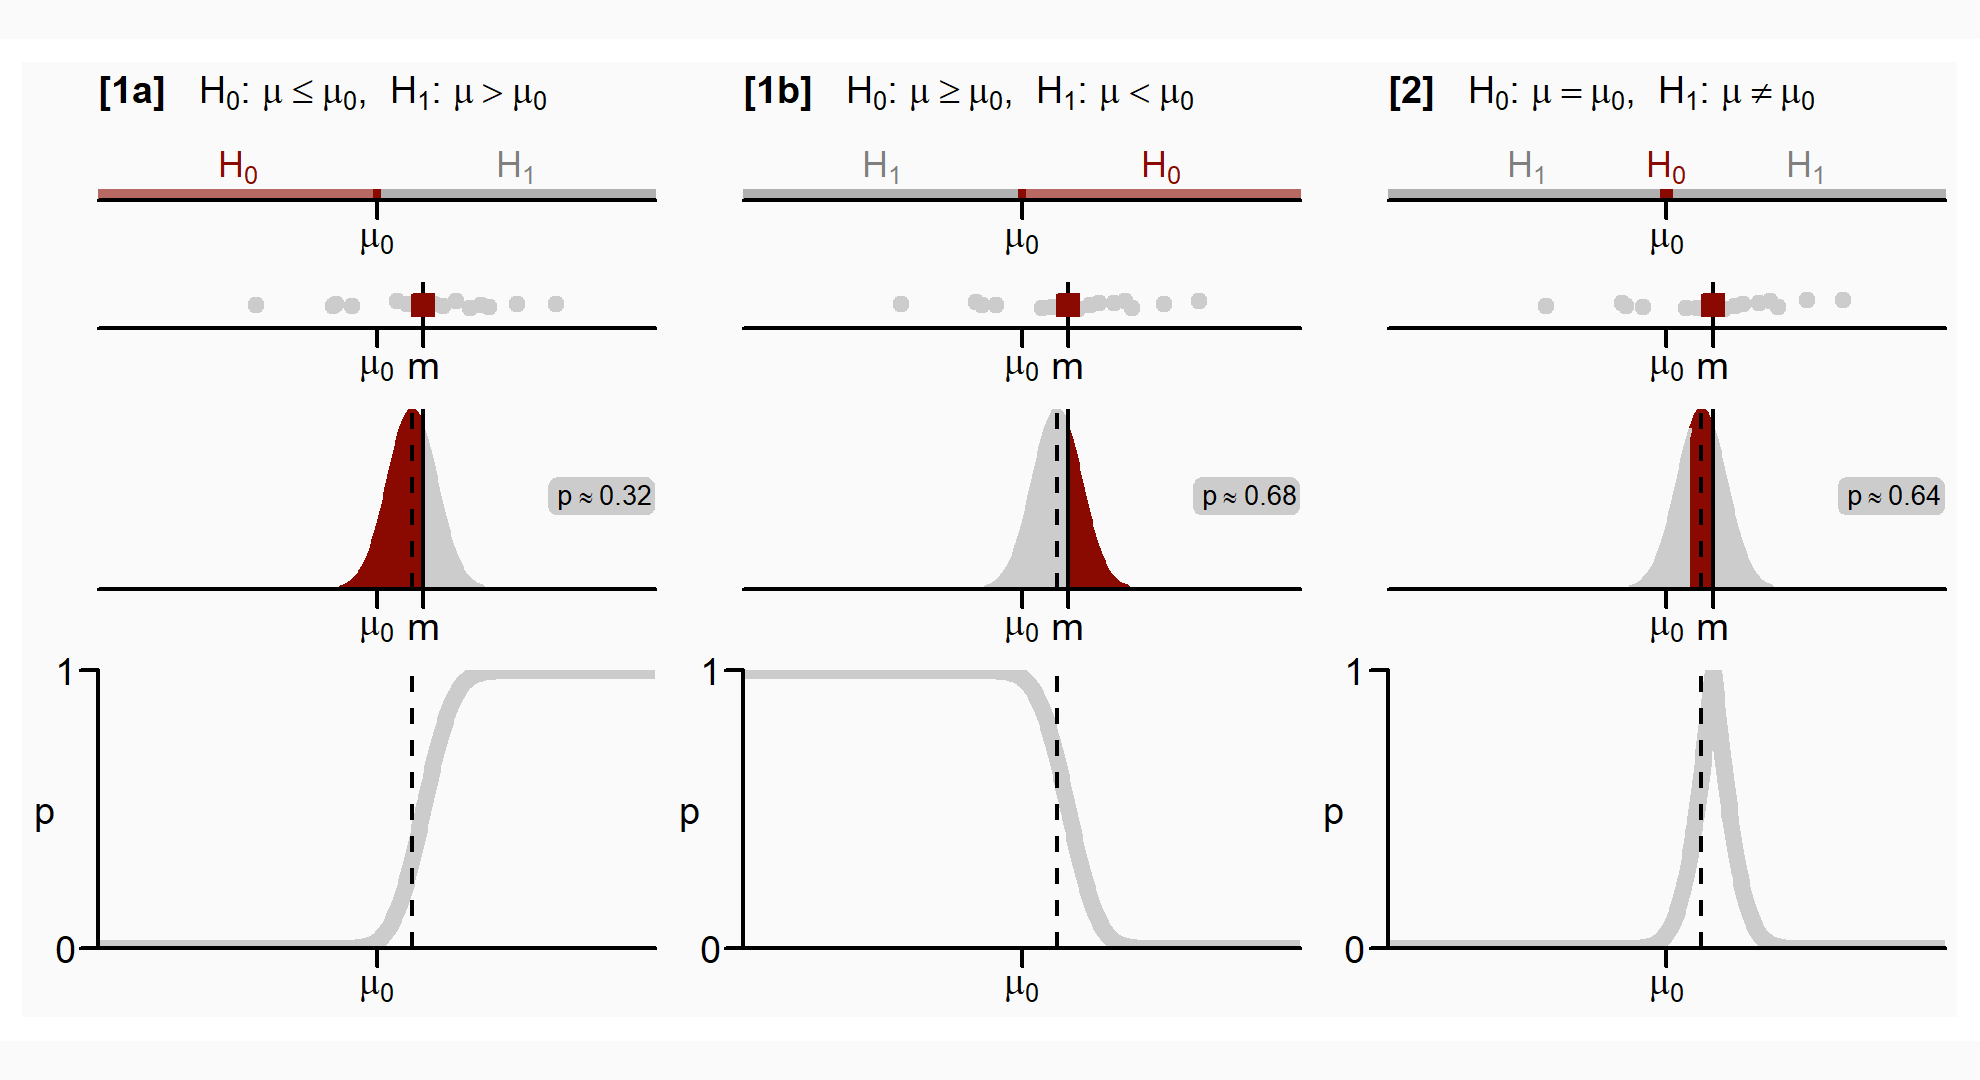 [1a] H₀: μ ≤ μ₀, H₁: μ > μ₀
H₀ H₁
μ₀
μ₀ m
p ≈ 0.32
μ₀ m
1
p
0
μ₀
[1b] H₀: μ ≥ μ₀, H₁: μ < μ₀
H₁ H₀
μ₀
μ₀ m
p ≈ 0.68
μ₀ m
1
p
0
μ₀
[2] H₀: μ = μ₀, H₁: μ ≠ μ₀
H₁ H₀ H₁
μ₀
μ₀ m
p ≈ 0.64
μ₀ m
1
p
0
μ₀